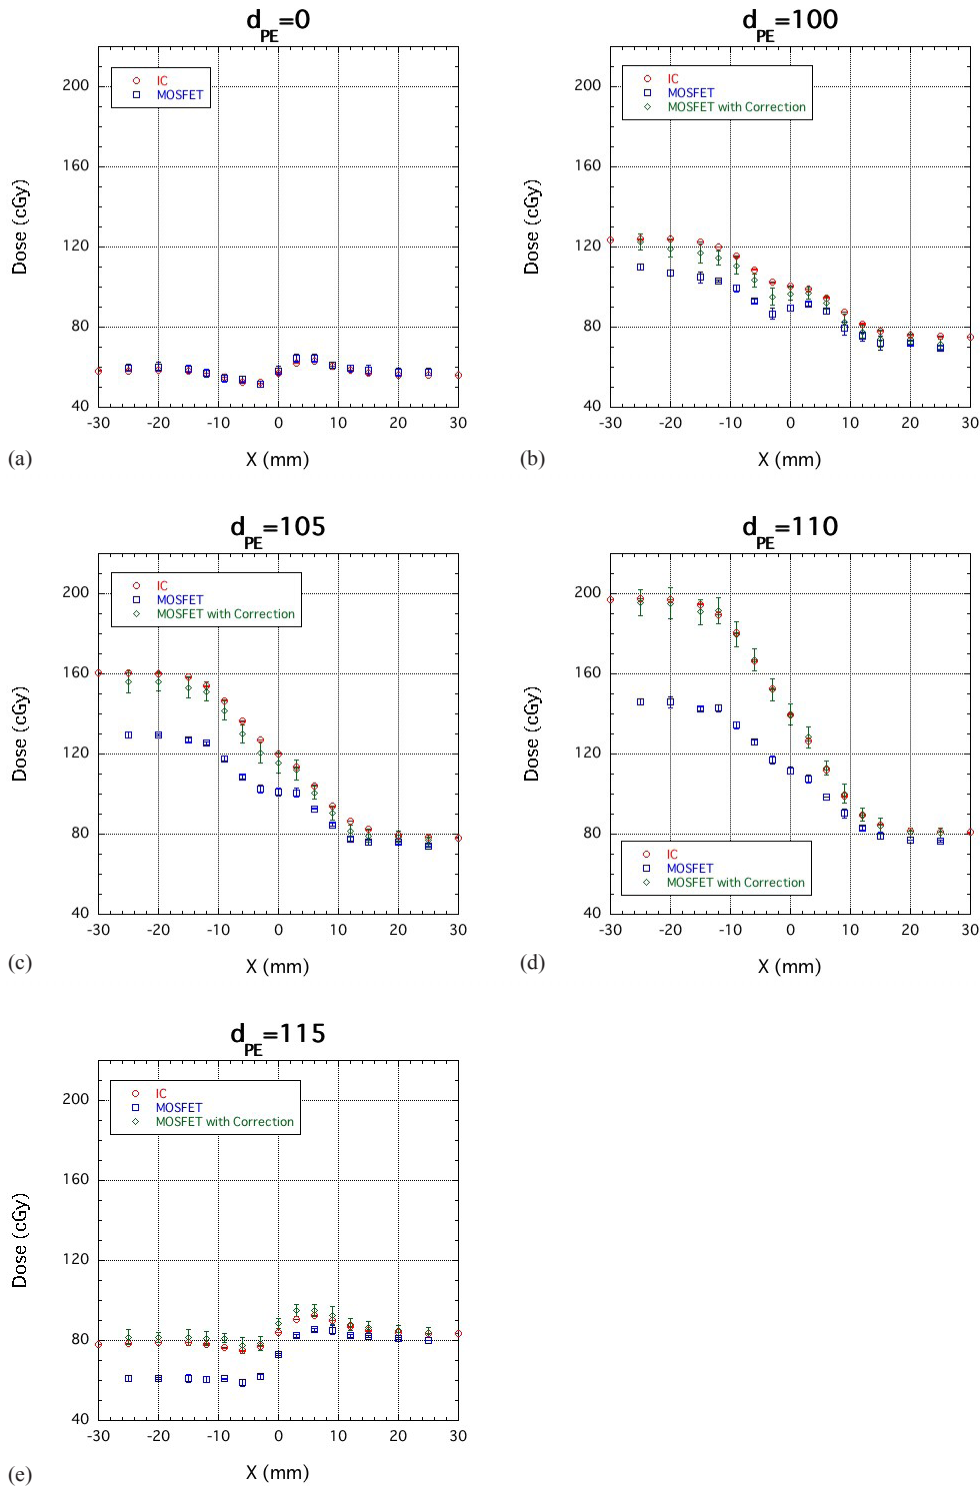 d_PE=0
IC
MOSFET
200
160
120
80
40
-30 -20 -10 0 10 20 30
Dose (cGy)
X (mm)
(a)
d_PE=100
IC
MOSFET
MOSFET with Correction
200
160
120
80
40
-30 -20 -10 0 10 20 30
Dose (cGy)
X (mm)
(b)
d_PE=105
IC
MOSFET
MOSFET with Correction
200
160
120
80
40
-30 -20 -10 0 10 20 30
Dose (cGy)
X (mm)
(c)
d_PE=110
200
160
120
80
40
IC
MOSFET
MOSFET with Correction
-30 -20 -10 0 10 20 30
Dose (cGy)
X (mm)
(d)
d_PE=115
IC
MOSFET
MOSFET with Correction
200
160
120
80
40
-30 -20 -10 0 10 20 30
Dose (cGy)
X (mm)
(e)